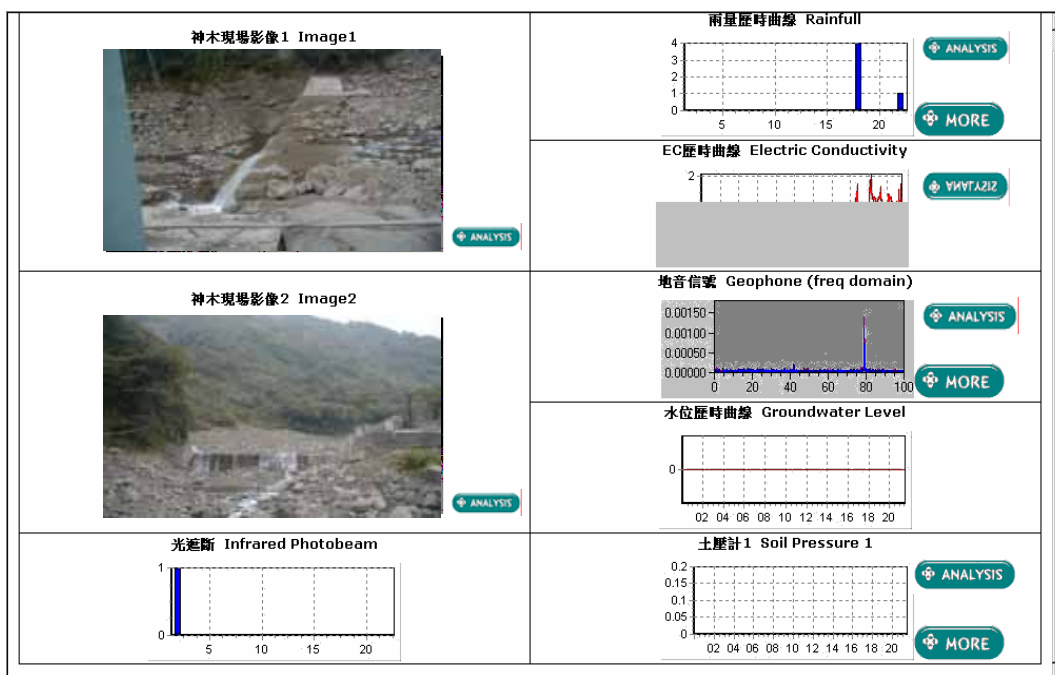 神木現場影像1 Image1
ANALYSIS
雨量歷時曲線 Rainfull
4
3
2
1
0
5 10 15 20
ANALYSIS
MORE
EC歷時曲線 Electric Conductivity
2
ANALYSIS
神木現場影像2 Image2
ANALYSIS
地音信號 Geophone (freq domain)
0.00150
0.00100
0.00050
0.00000
0 20 40 60 80 100
ANALYSIS
MORE
水位歷時曲線 Groundwater Level
0
02 04 06 08 10 12 14 16 18 20
光遮斷 Infrared Photobeam
1
0
5 10 15 20
土壓計1 Soil Pressure 1
0.2
0.15
0.1
0.05
0
02 04 06 08 10 12 14 16 18 20
ANALYSIS
MORE